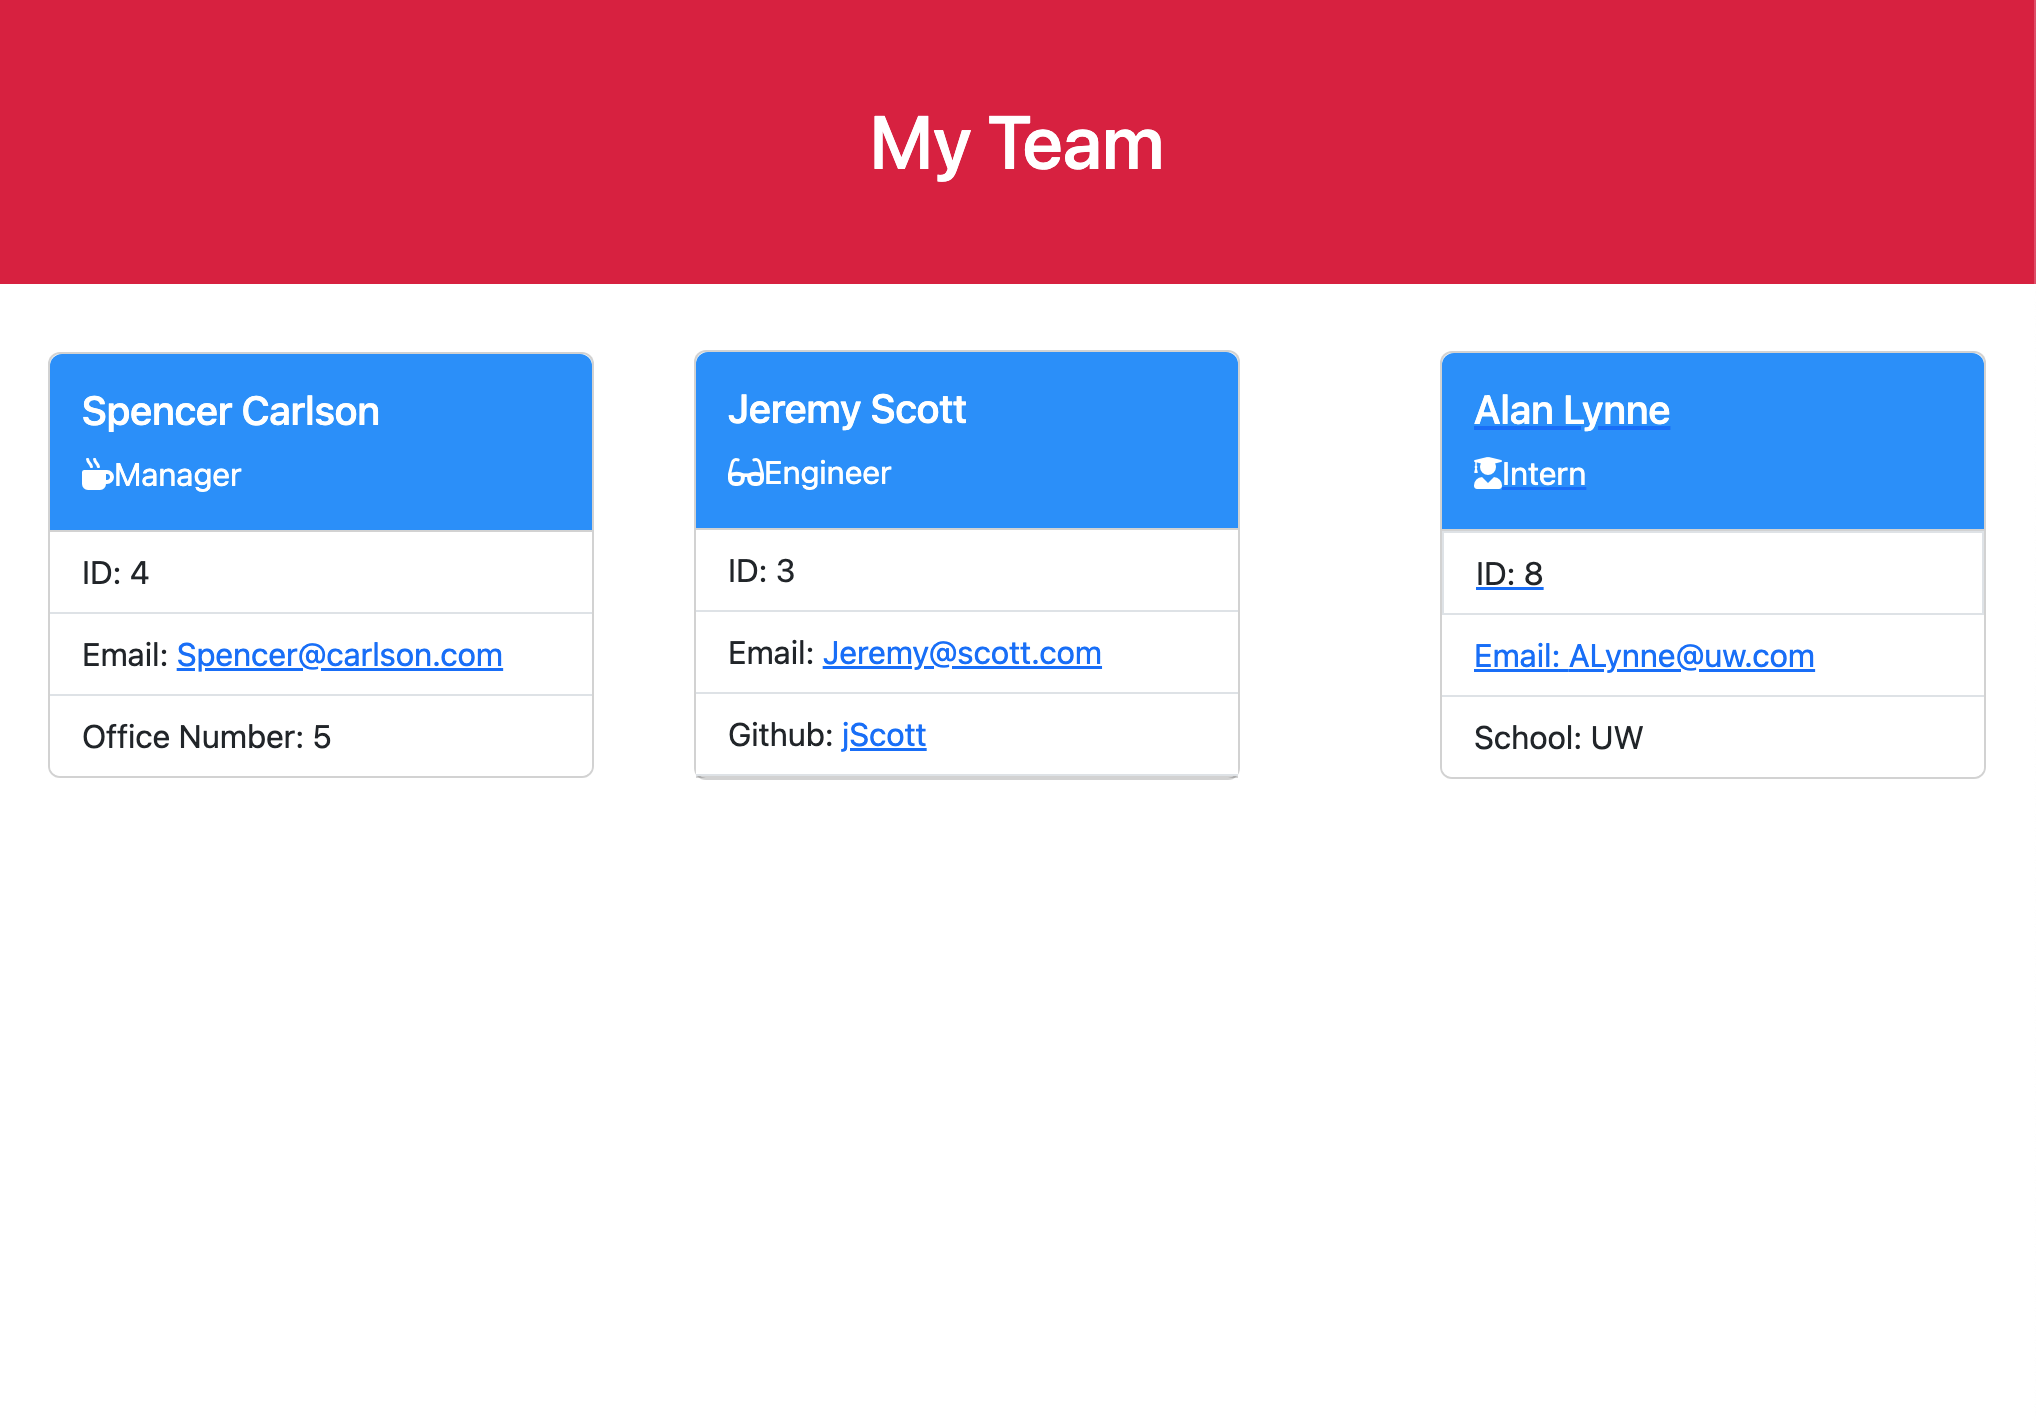 My Team
Spencer Carlson
Manager
ID: 4
Email: Spencer@carlson.com
Office Number: 5
Jeremy Scott
Engineer
ID: 3
Email: Jeremy@scott.com
Github: jScott
Alan Lynne
Intern
ID: 8
Email: ALynne@uw.com
School: UW